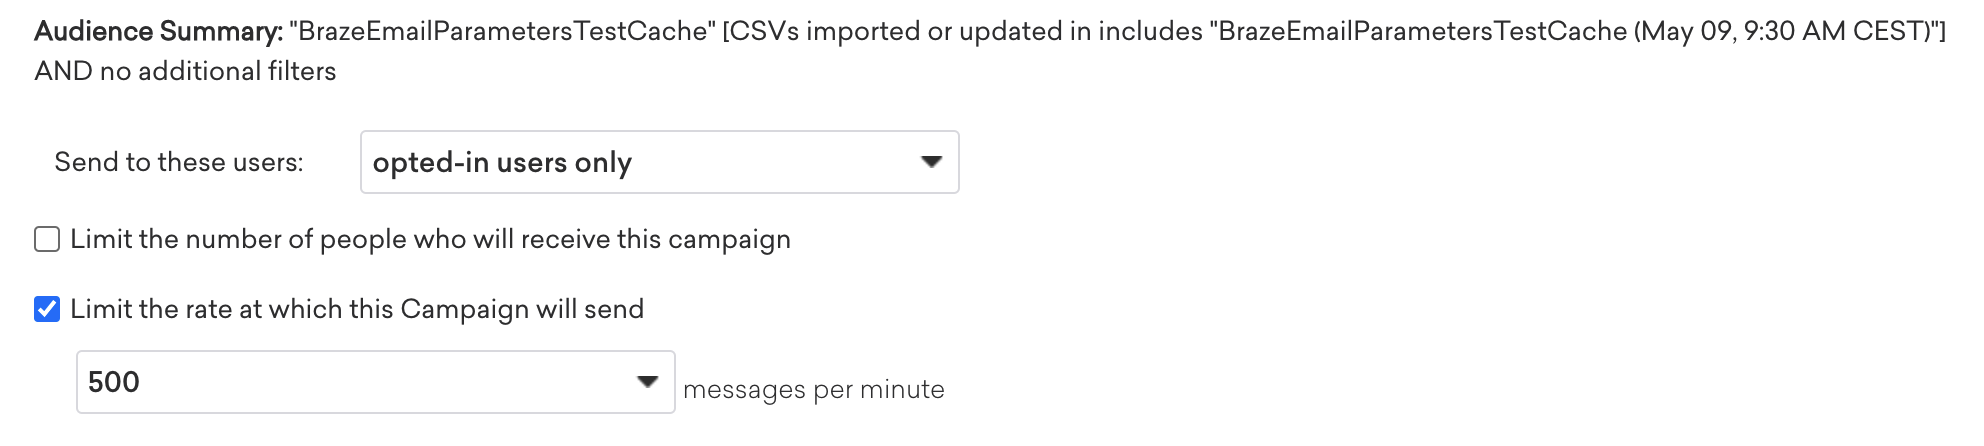 Audience Summary: "BrazeEmailParametersTestCache" [CSVs imported or updated in includes "BrazeEmailParametersTestCache (May 09, 9:30 AM CEST)"]
AND no additional filters
Send to these users: opted-in users only
Limit the number of people who will receive this campaign
Limit the rate at which this Campaign will send
500 messages per minute